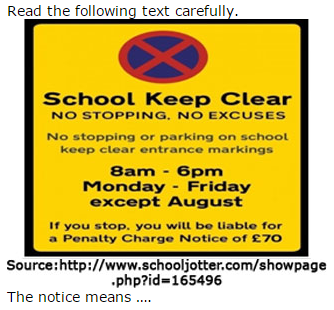 Read the following text carefully.
School Keep Clear
NO STOPPING, NO EXCUSES
No stopping or parking on school
keep clear entrance markings
8am - 6pm
Monday - Friday
except August
If you stop, you will be liable for
a Penalty Charge Notice of £70
Source:http://www.schooljotter.com/showpage
.php?id=165496
The notice means ....